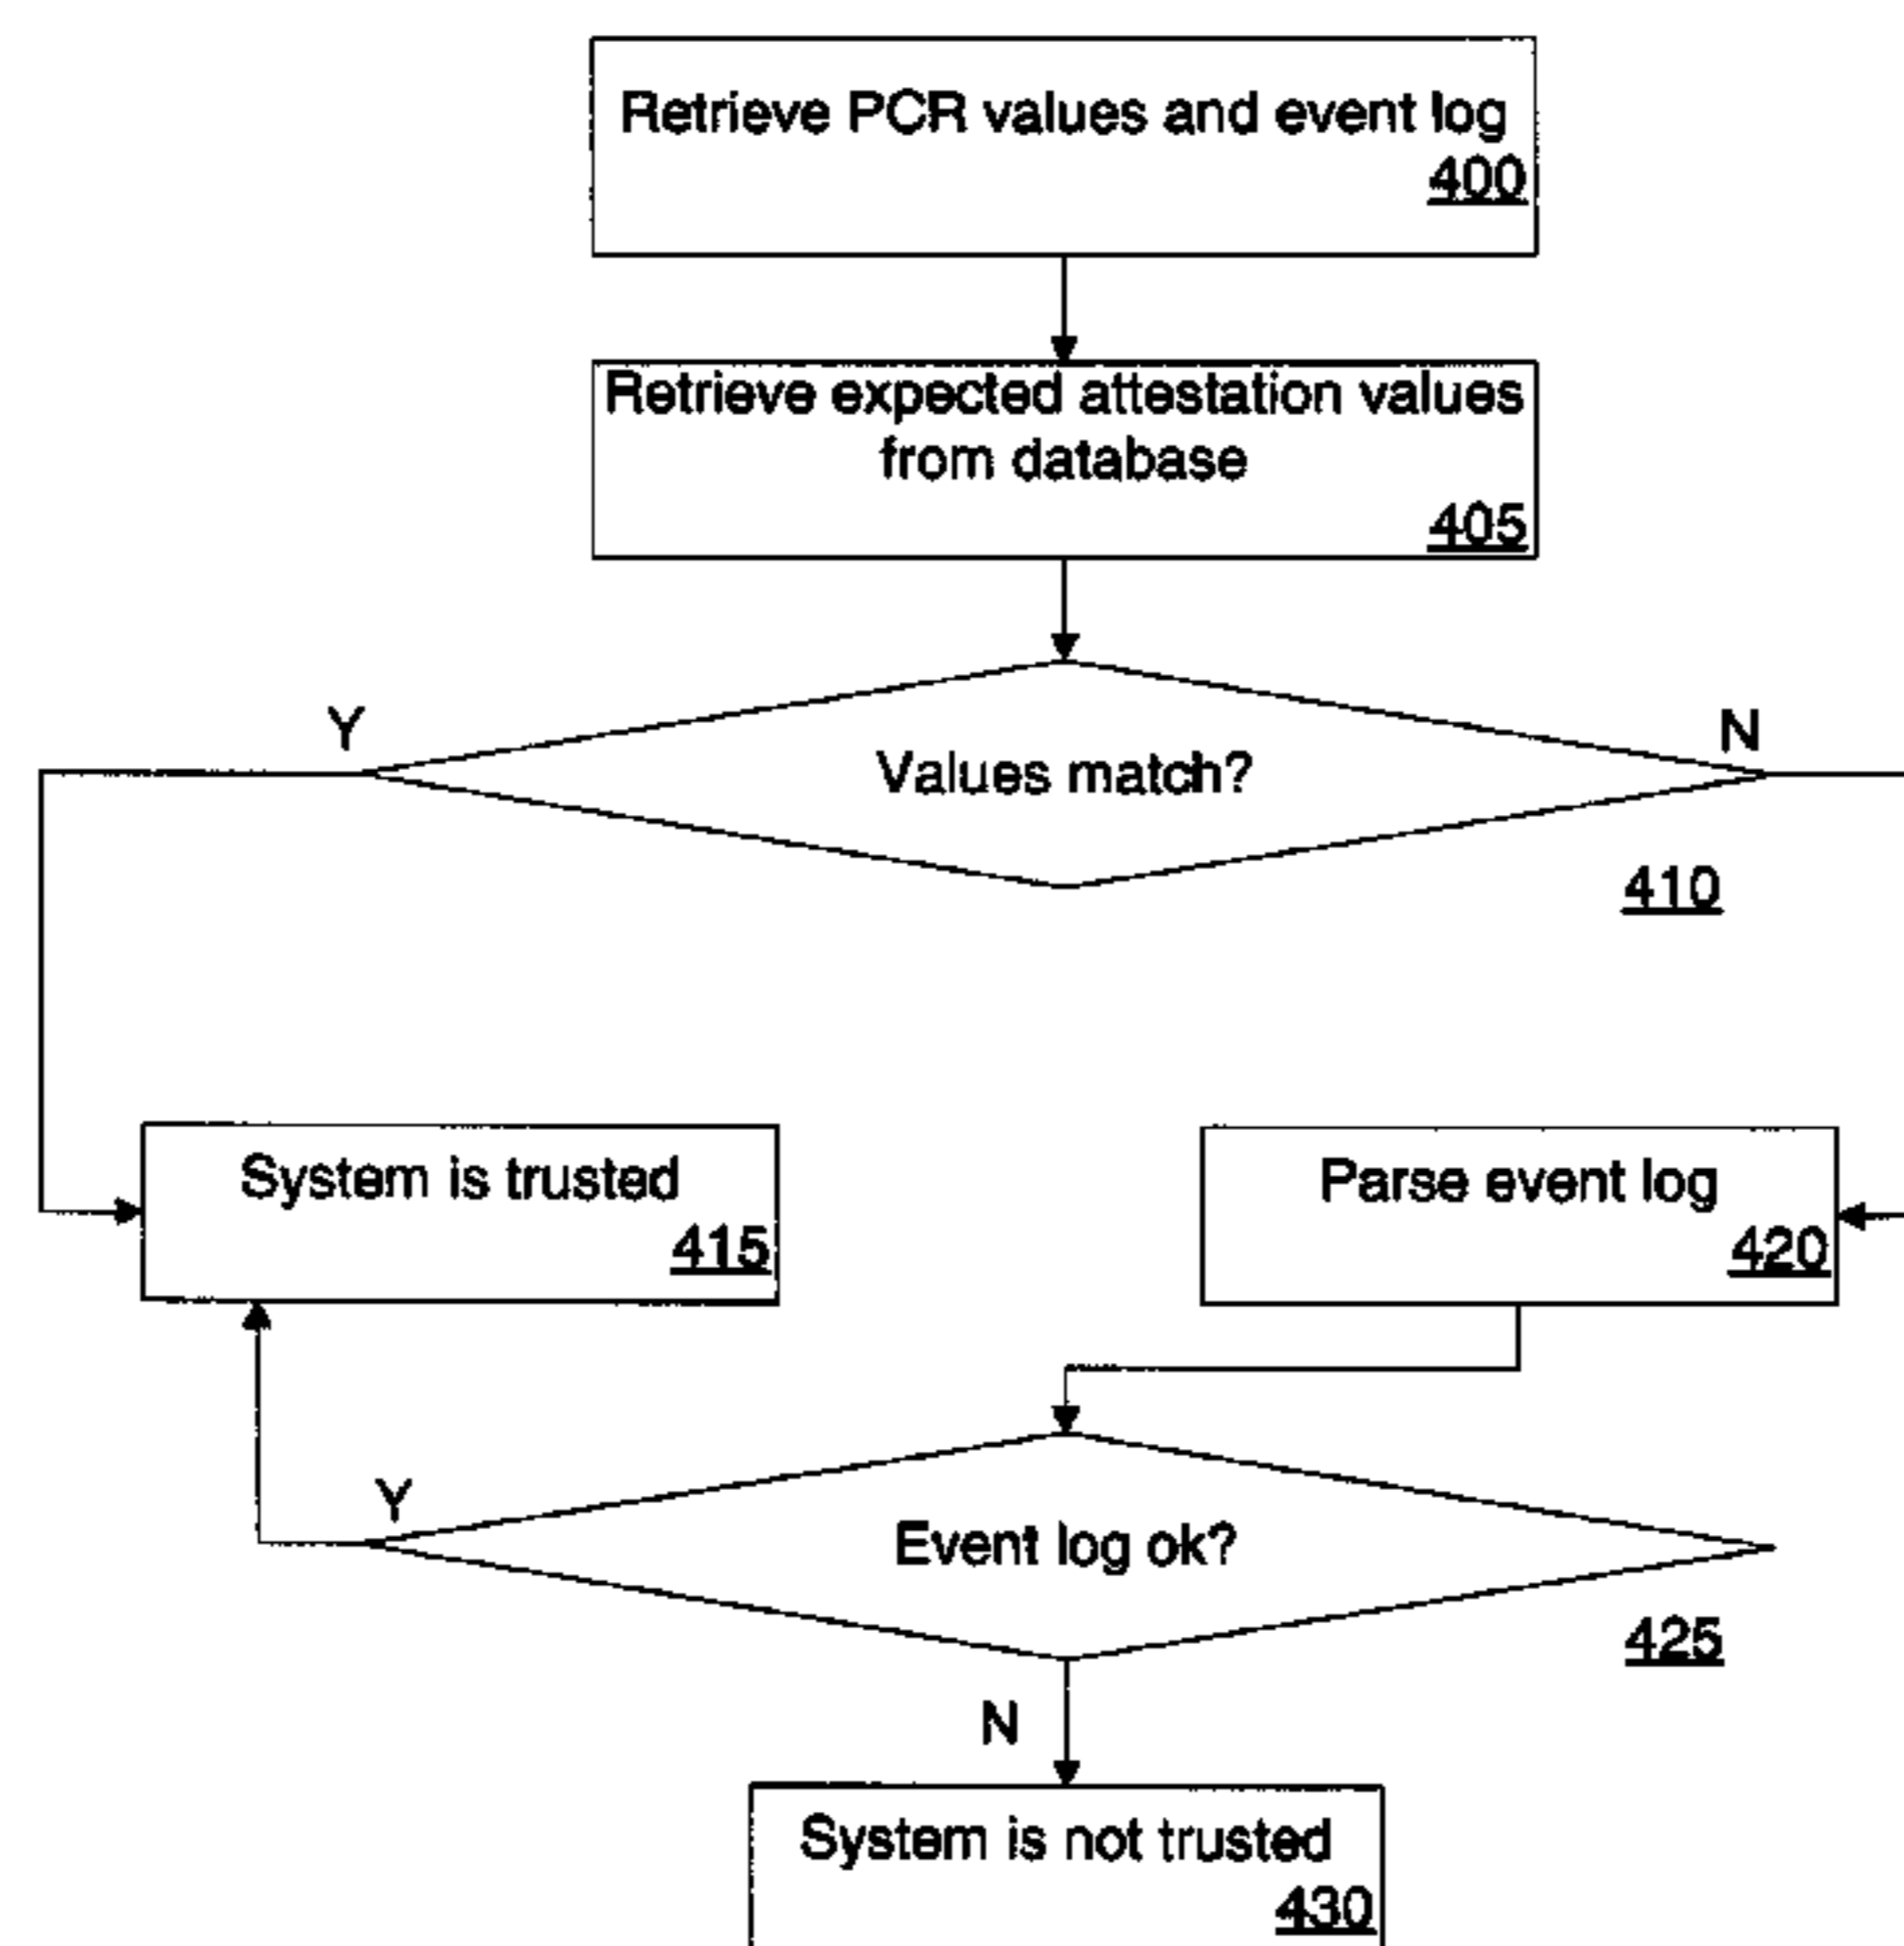 Retrieve PCR values and event log
400
Retrieve expected attestation values
from database
405
Y
N
Values match?
410
System is trusted
415
Parse event log
420
Y
Event log ok?
425
N
System is not trusted
430